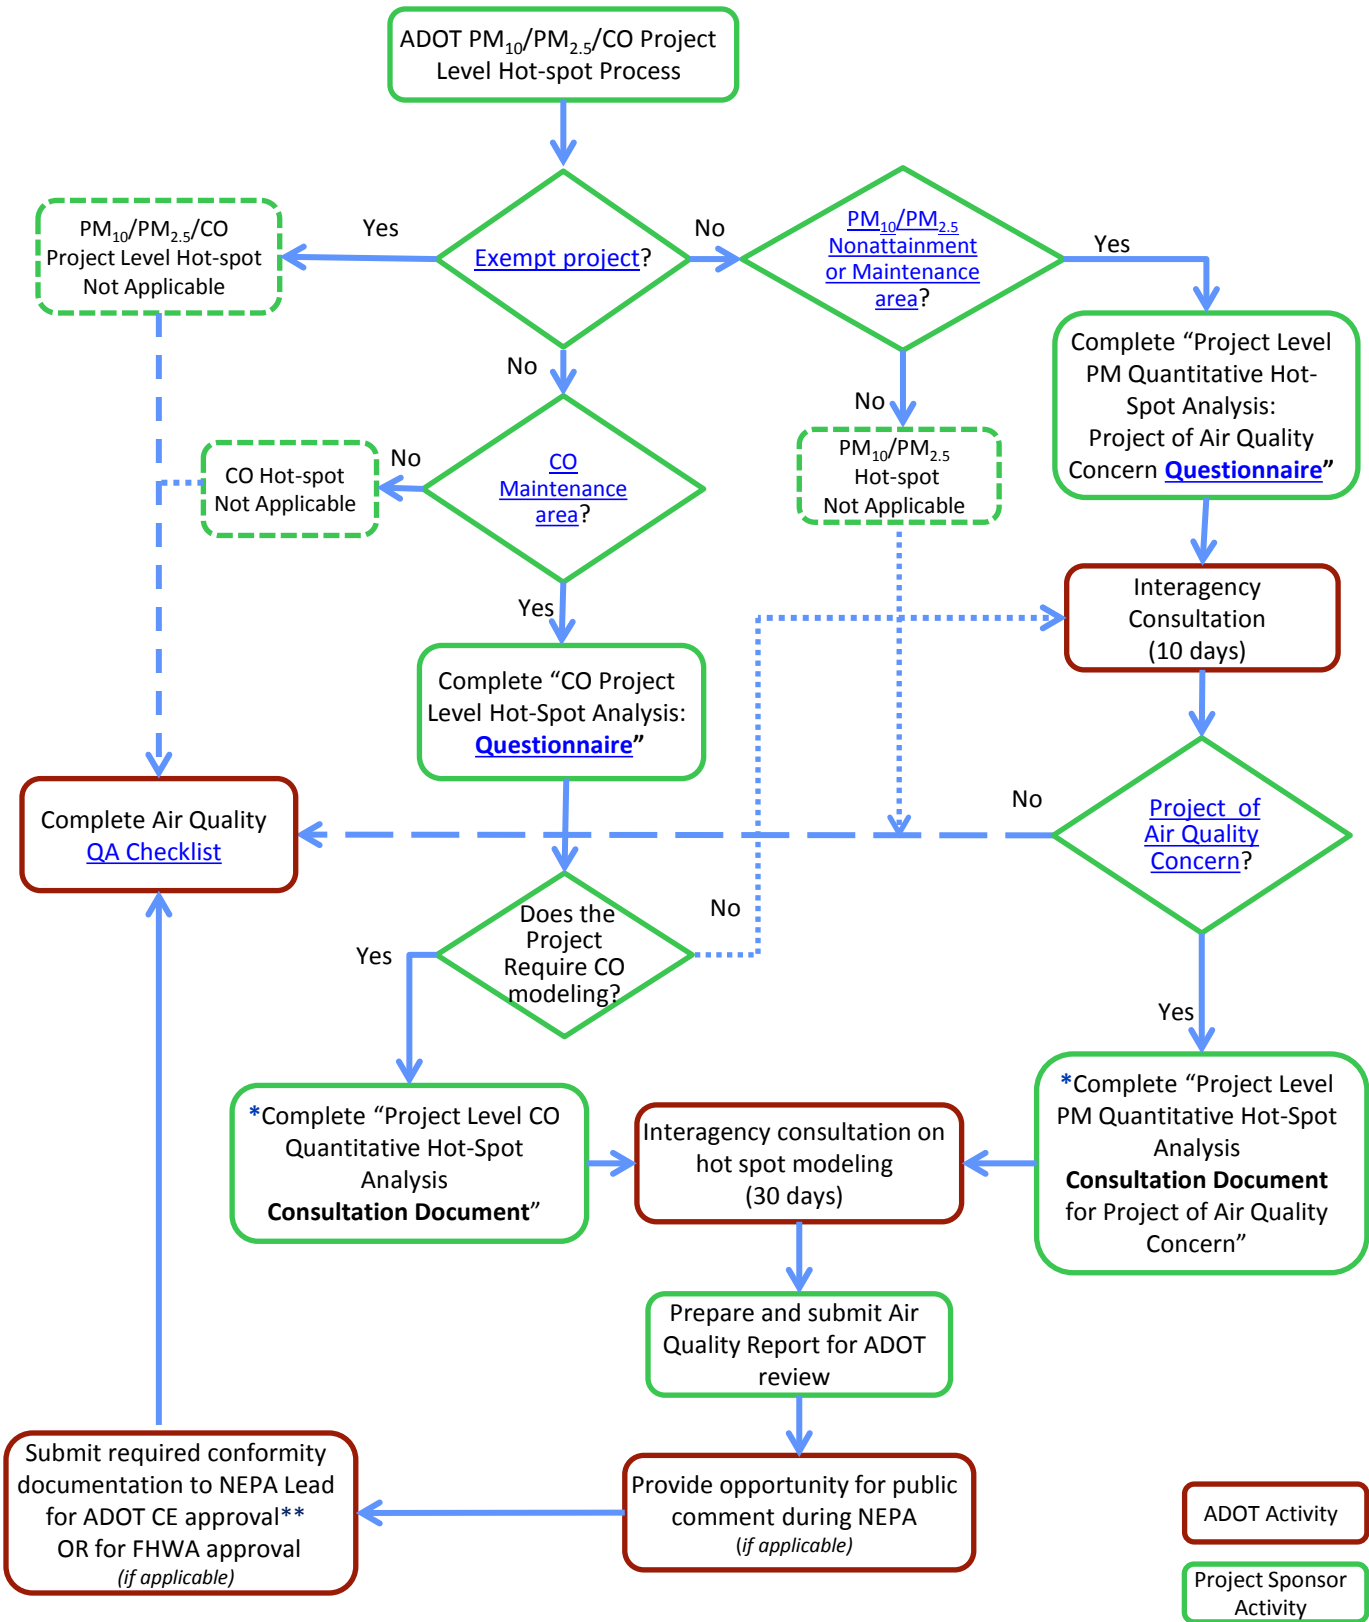 ADOT PM10/PM2.5/CO Project
Level Hot-spot Process
PM10/PM2.5/CO
Project Level Hot-spot
Not Applicable
Yes
Exempt project?
No
PM10/PM2.5
Nonattainment
or Maintenance
area?
Yes
No
No
Complete “Project Level
PM Quantitative Hot-
Spot Analysis:
Project of Air Quality
Concern Questionnaire”
CO Hot-spot
Not Applicable
No
CO
Maintenance
area?
PM10/PM2.5
Hot-spot
Not Applicable
Yes
Interagency
Consultation
(10 days)
Complete “CO Project
Level Hot-Spot Analysis:
Questionnaire”
Complete Air Quality
QA Checklist
No
Project of
Air Quality
Concern?
Does the
Project
Require CO
modeling?
Yes
No
Yes
*Complete “Project Level CO
Quantitative Hot-Spot
Analysis
Consultation Document”
Interagency consultation on
hot spot modeling
(30 days)
*Complete “Project Level
PM Quantitative Hot-Spot
Analysis
Consultation Document
for Project of Air Quality
Concern”
Prepare and submit Air
Quality Report for ADOT
review
Submit required conformity
documentation to NEPA Lead
for ADOT CE approval**
OR for FHWA approval
(if applicable)
Provide opportunity for public
comment during NEPA
(if applicable)
ADOT Activity
Project Sponsor
Activity